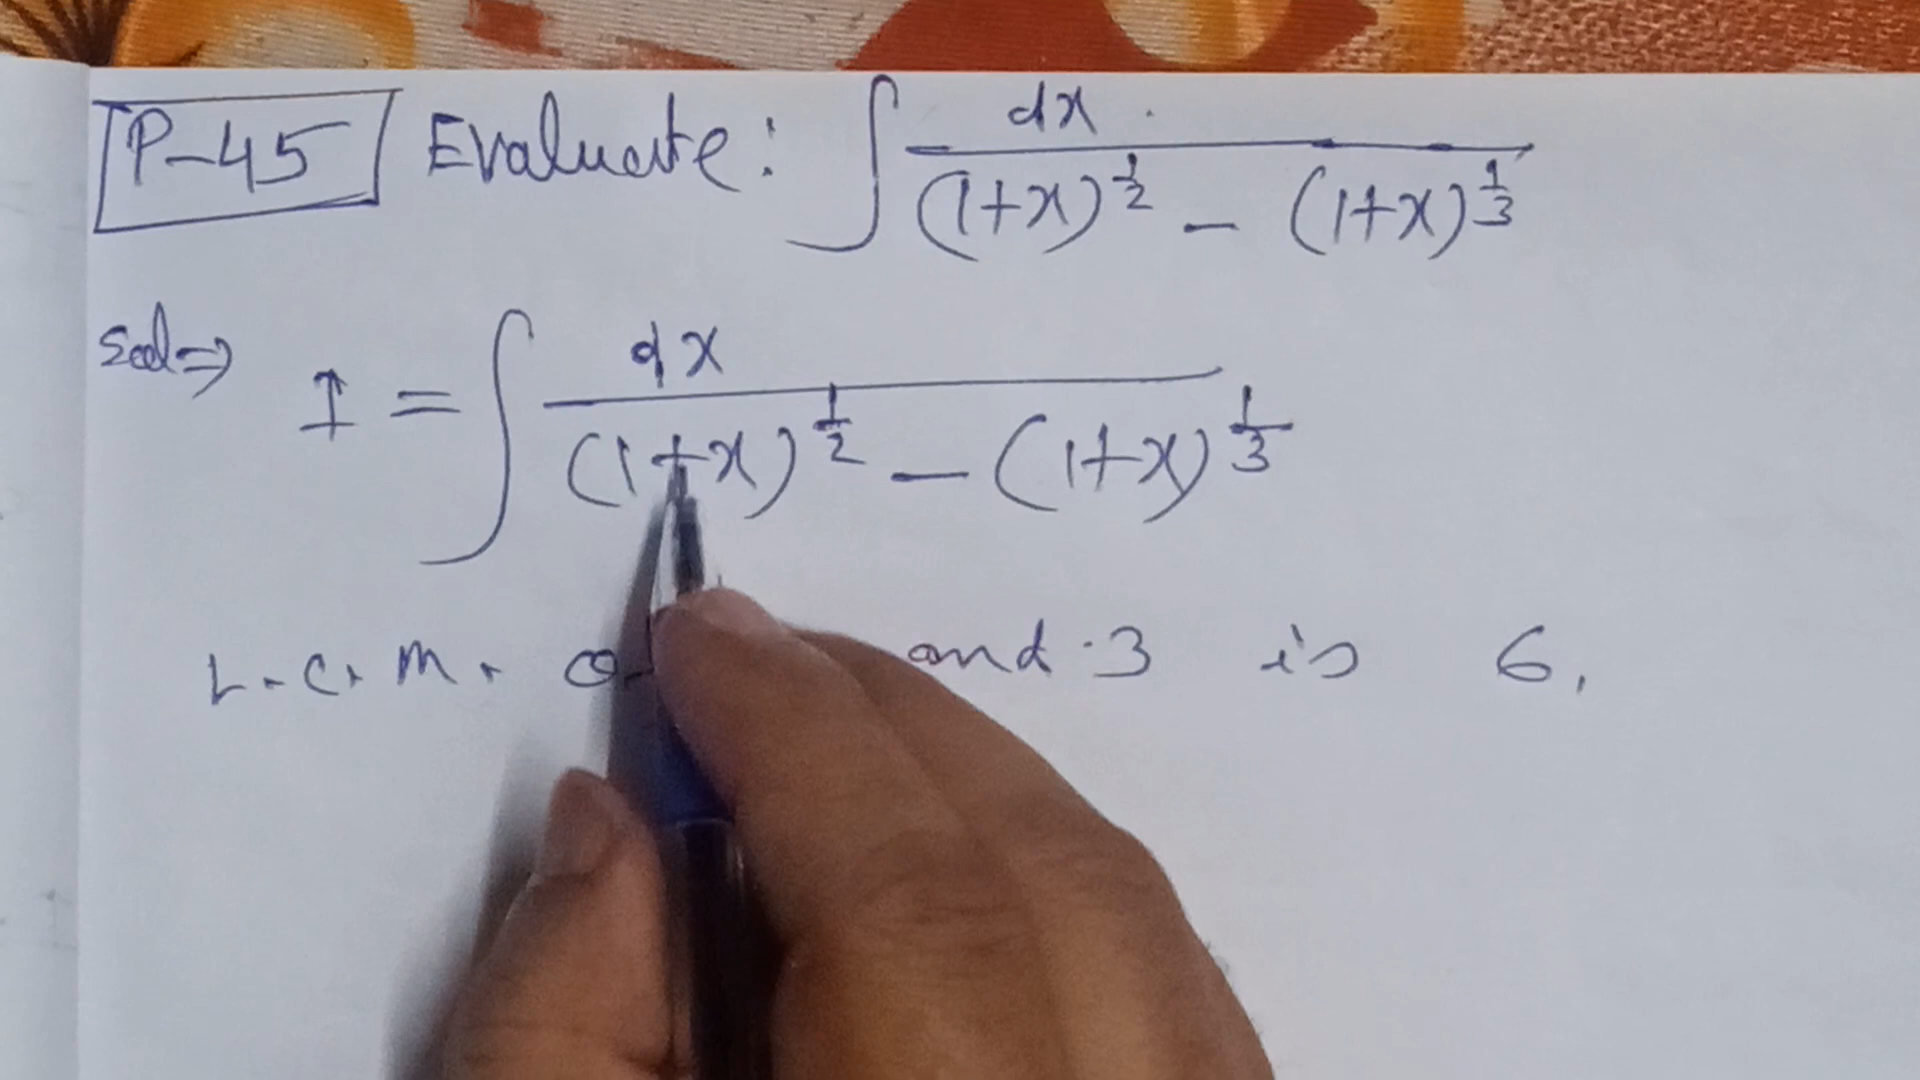 P-45 Evaluate: ∫ dx / (1+x)^1/2 - (1+x)^1/3
Sol⇒ I = ∫ dx / (1+x)^1/2 - (1+x)^1/3
L.C.M. and 3 is 6,